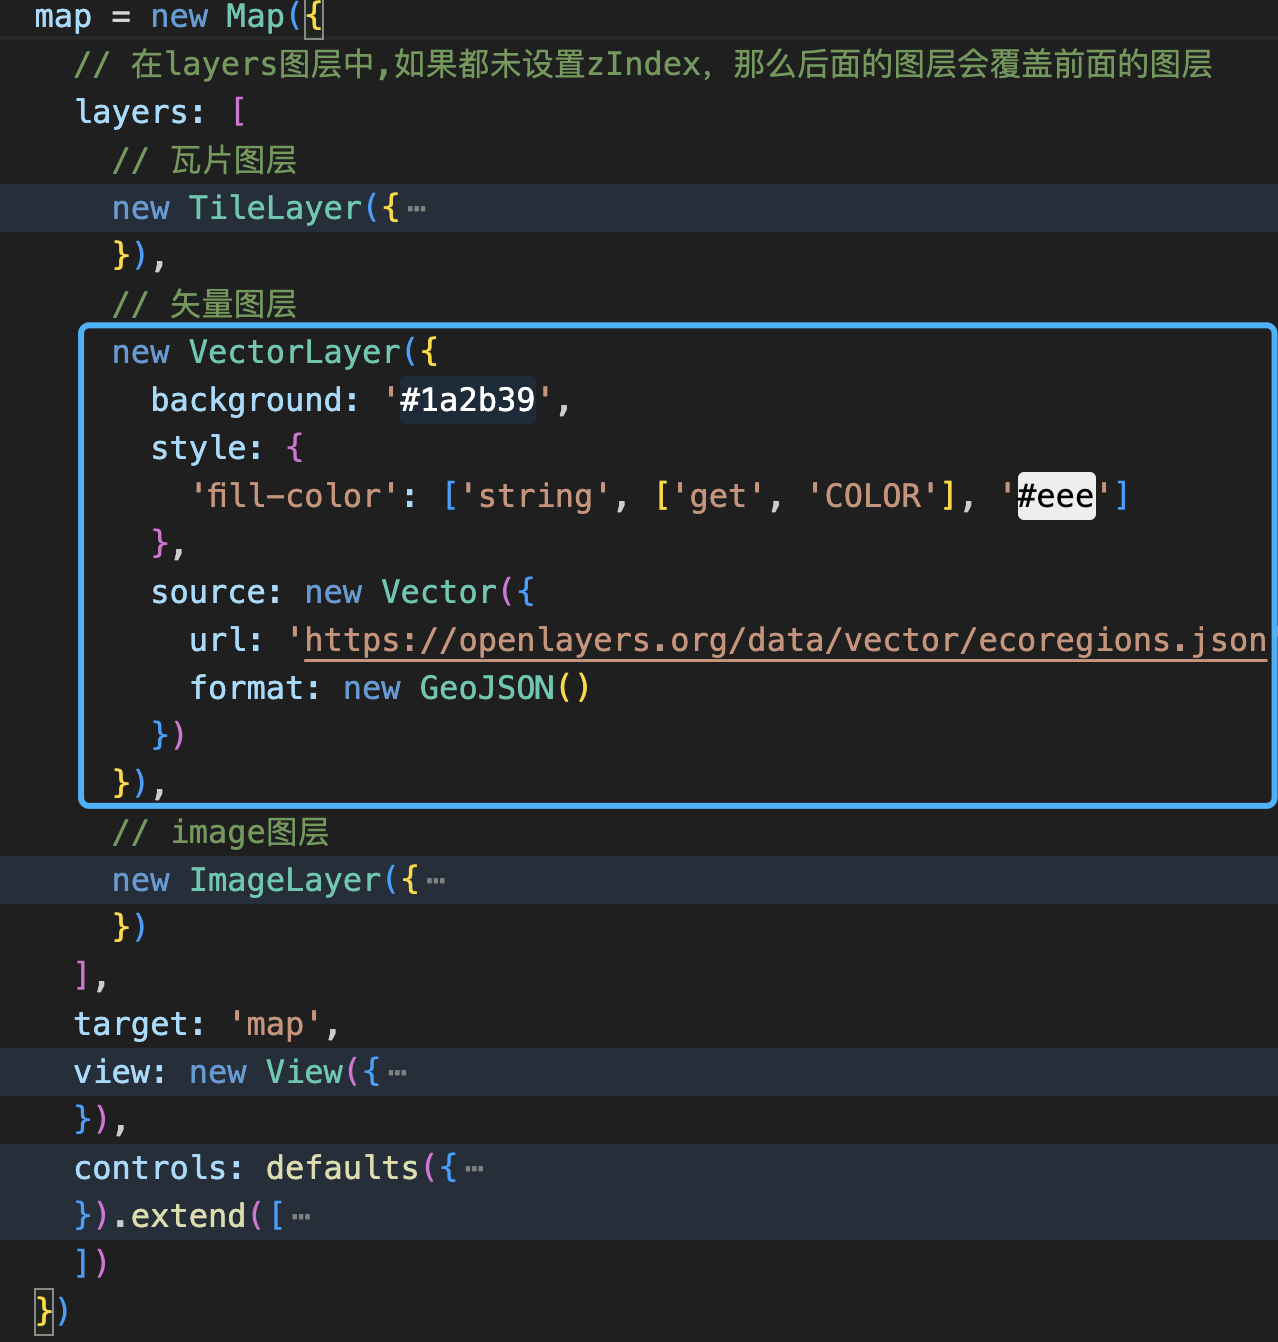 map = new Map({
// 在layers图层中,如果都未设置zIndex，那么后面的图层会覆盖前面的图层
layers: [
// 瓦片图层
new TileLayer({ ⋯
}),
// 矢量图层
new VectorLayer({
background: '#1a2b39',
style: {
'fill-color': ['string', ['get', 'COLOR'], '#eee']
},
source: new Vector({
url: 'https://openlayers.org/data/vector/ecoregions.json
format: new GeoJSON()
})
}),
// image图层
new ImageLayer({ ⋯
})
],
target: 'map',
view: new View({ ⋯
}),
controls: defaults({ ⋯
}).extend([ ⋯
])
})